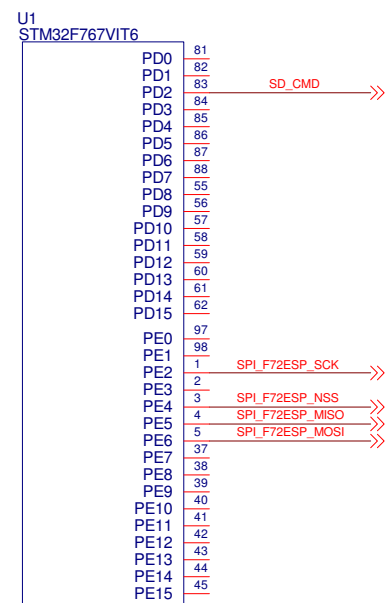 U1
STM32F767VIT6
PD0 81
PD1 82
PD2 83 SD_CMD
PD3 84
PD4 85
PD5 86
PD6 87
PD7 88
PD8 55
PD9 56
PD10 57
PD11 58
PD12 59
PD13 60
PD14 61
PD15 62
PE0 97
PE1 98
PE2 1 SPI_F72ESP_SCK
PE3 2
PE4 3 SPI_F72ESP_NSS
PE5 4 SPI_F72ESP_MISO
PE6 5 SPI_F72ESP_MOSI
PE7 37
PE8 38
PE9 39
PE10 40
PE11 41
PE12 42
PE13 43
PE14 44
PE15 45